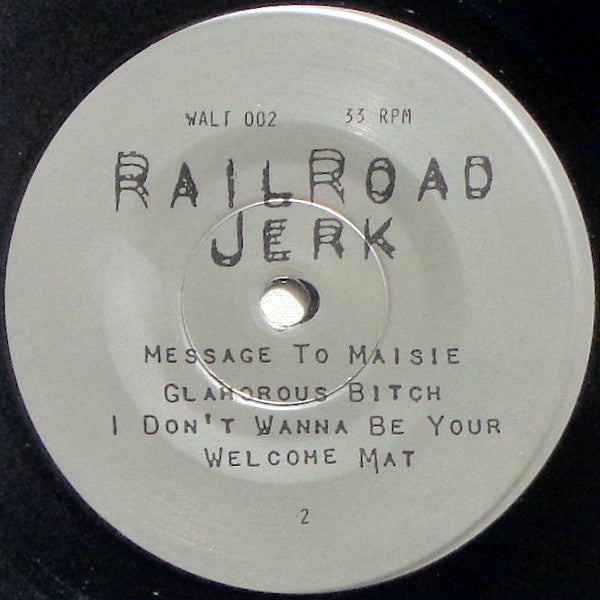 WALT 002 33 RPM
RAILROAD
JERK
MESSAGE TO MAISIE
GLAMOROUS BITCH
I DON'T WANNA BE YOUR
WELCOME MAT
2